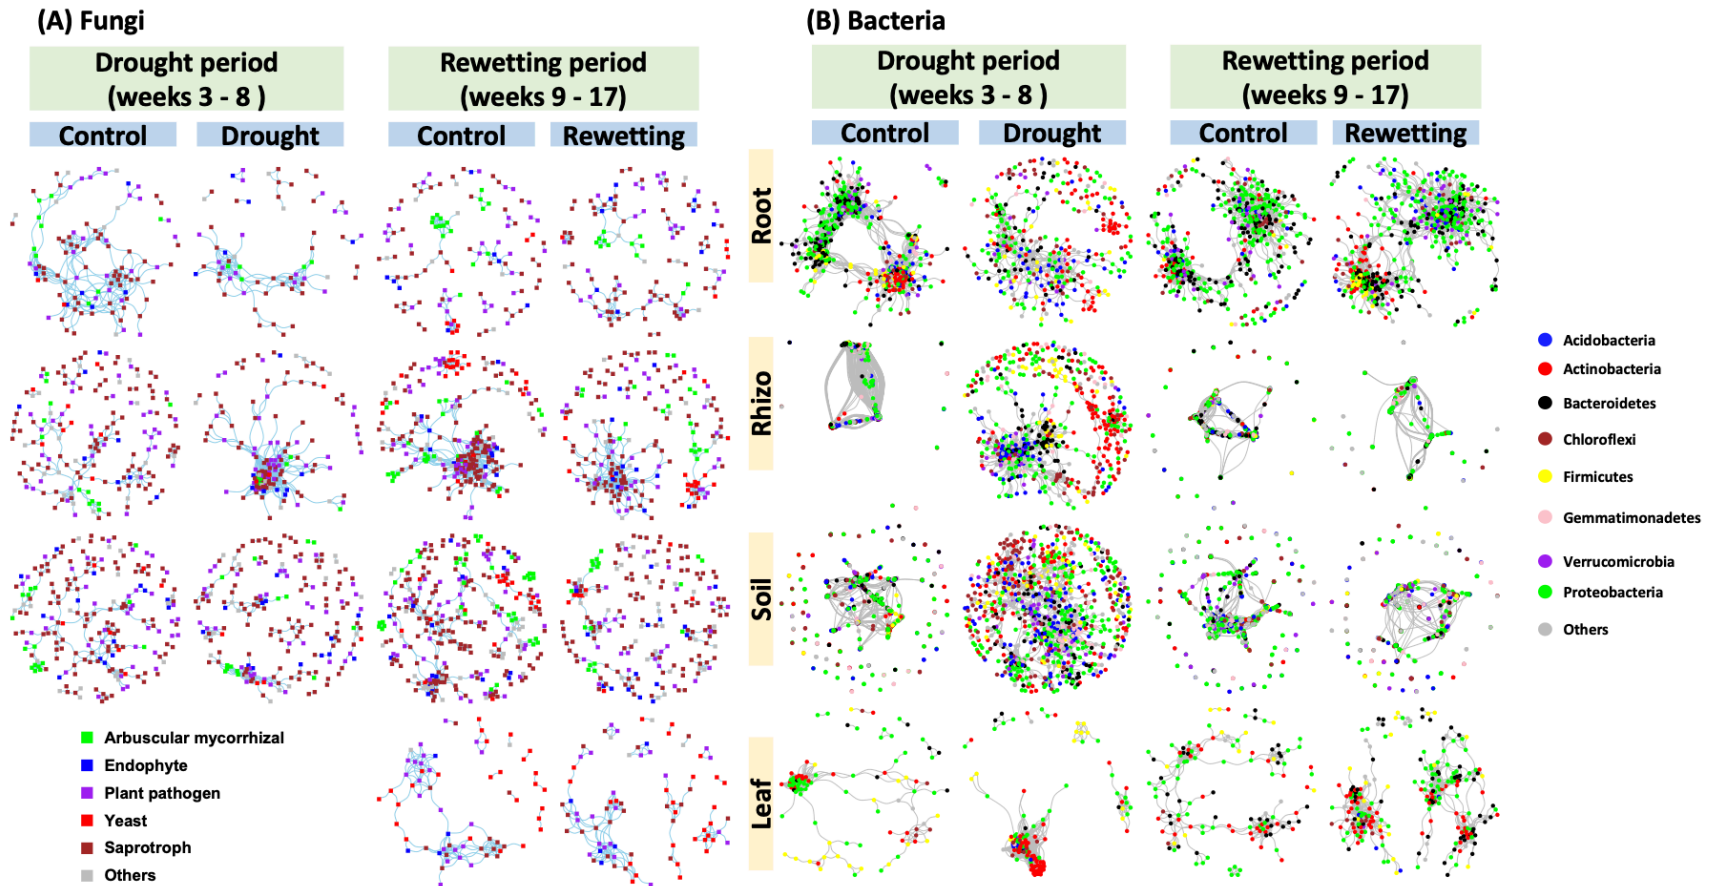 (A) Fungi
Drought period
(weeks 3 - 8 )
Rewetting period
(weeks 9 - 17)
Control
Drought
Control
Rewetting
Arbuscular mycorrhizal
Endophyte
Plant pathogen
Yeast
Saprotroph
Others
(B) Bacteria
Drought period
(weeks 3 - 8 )
Rewetting period
(weeks 9 - 17)
Control
Drought
Control
Rewetting
Root
Rhizo
Soil
Leaf
Acidobacteria
Actinobacteria
Bacteroidetes
Chloroflexi
Firmicutes
Gemmatimonadetes
Verrucomicrobia
Proteobacteria
Others